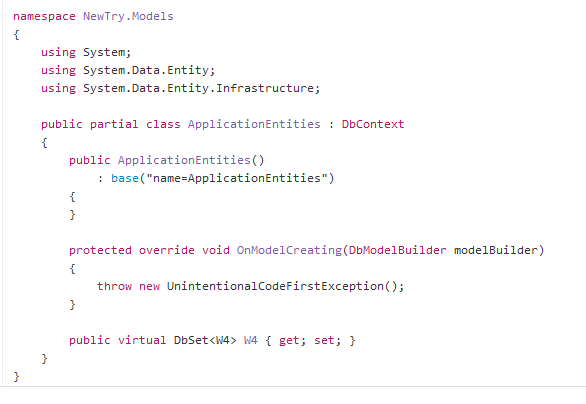 namespace NewTry.Models
{
    using System;
    using System.Data.Entity;
    using System.Data.Entity.Infrastructure;
    public partial class ApplicationEntities : DbContext
    {
        public ApplicationEntities()
            : base("name=ApplicationEntities")
        {
        }
        protected override void OnModelCreating(DbModelBuilder modelBuilder)
        {
            throw new UnintentionalCodeFirstException();
        }
        public virtual DbSet<W4> W4 { get; set; }
    }
}